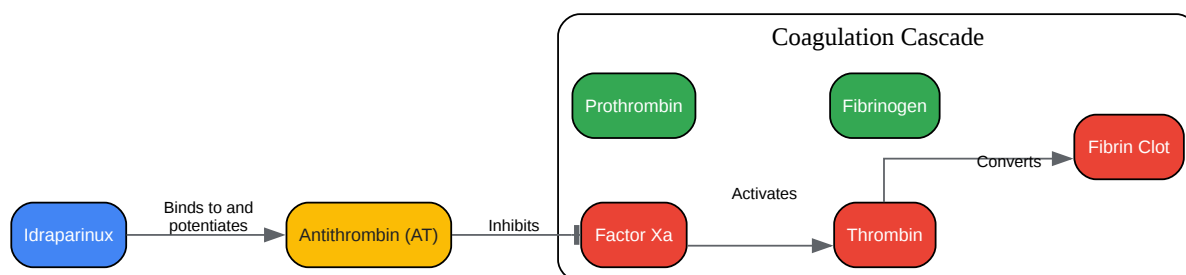 Coagulation Cascade
Prothrombin
Fibrinogen
Fibrin Clot
Converts
Activates
Binds to and
potentiates
Inhibits
Idraparinux
Antithrombin (AT)
Factor Xa
Thrombin